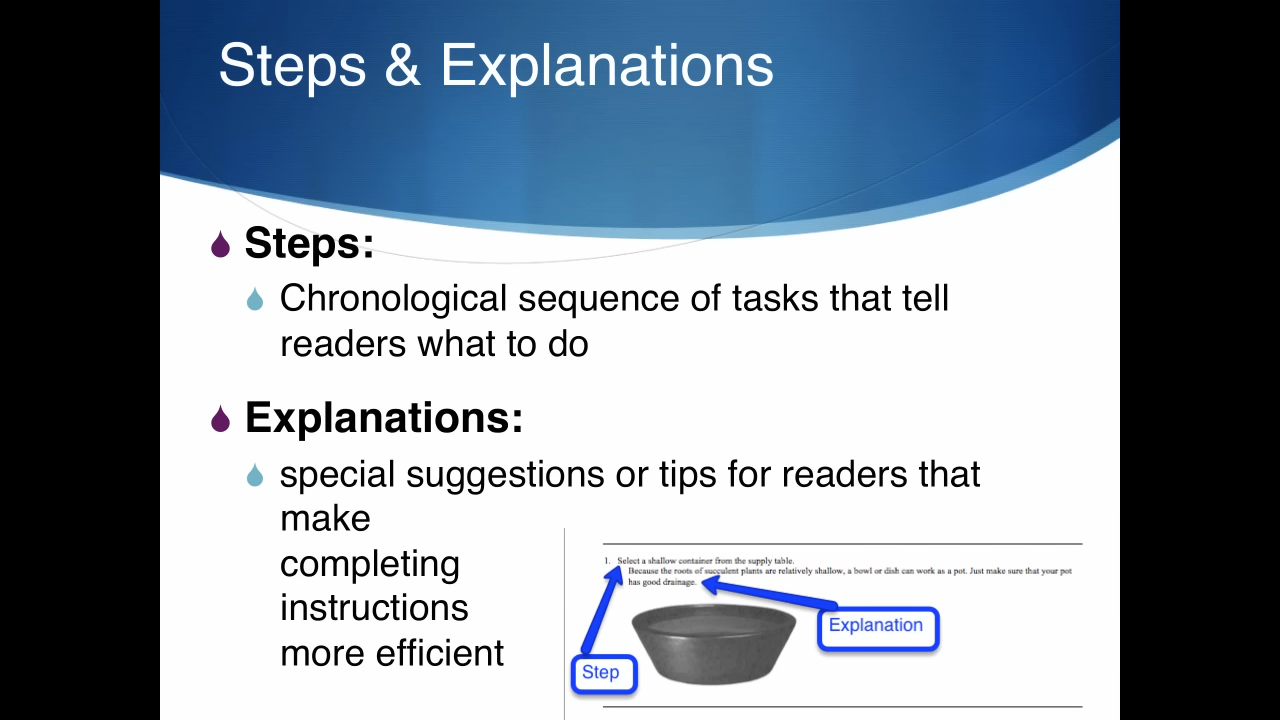 Steps & Explanations
Steps:
Chronological sequence of tasks that tell
readers what to do
Explanations:
special suggestions or tips for readers that
make
completing
instructions
more efficient
1. Select a shallow container from the supply table.
Because the roots of succulent plants are relatively shallow, a bowl or dish can work as a pot. Just make sure that your pot
has good drainage.
Explanation
Step